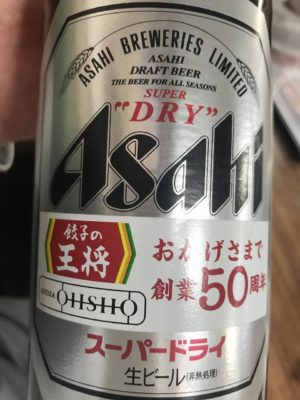 ASAHI BREWERIES LIMITED
ASAHI
DRAFT BEER
THE BEER FOR ALL SEASONS
SUPER
"DRY"
Asahi
餃子の
王将
GYOZA OHSHO
おかげさまで
創業50周年
スーパードライ
生ビール(非熱処理)